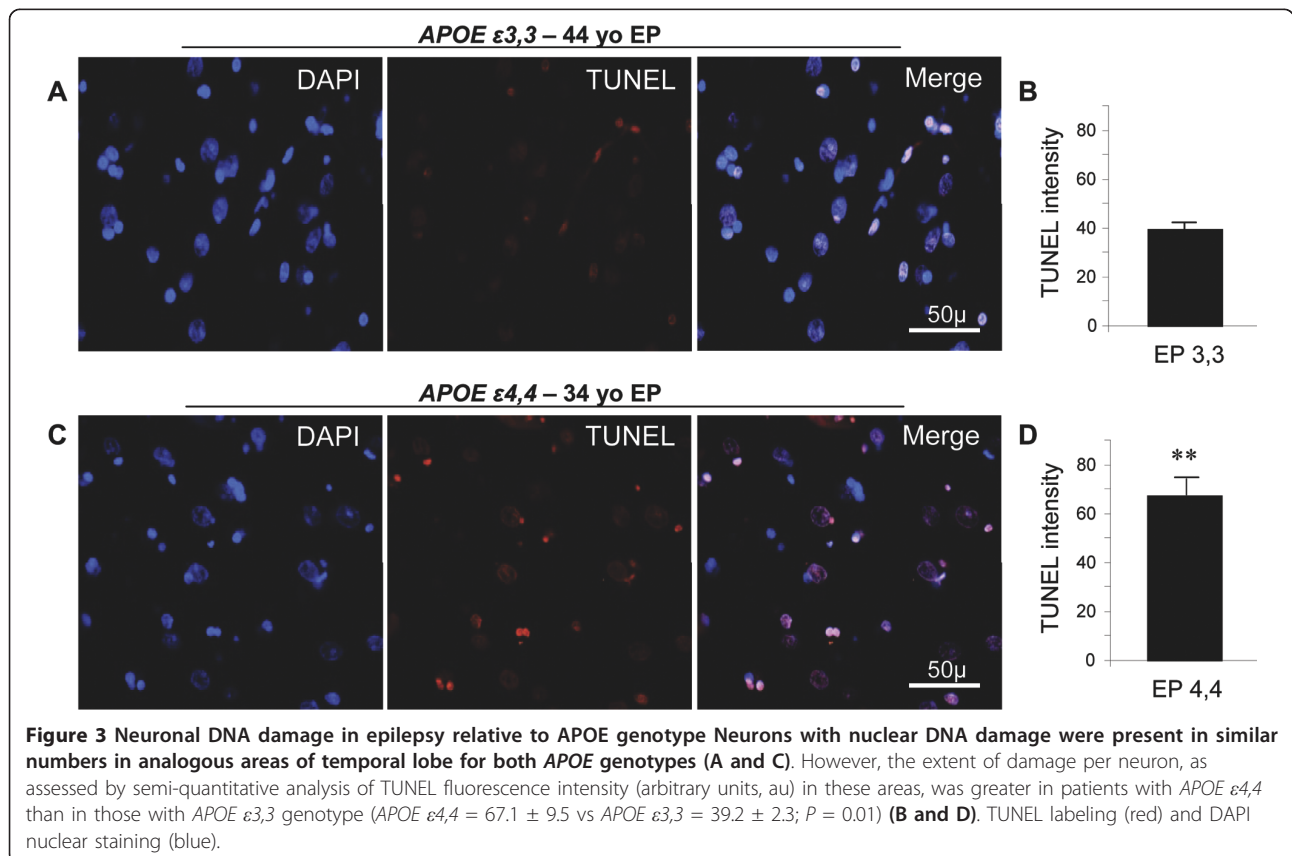 APOE ε3,3 – 44 yo EP
A
DAPI
TUNEL
Merge
50µ
B
TUNEL intensity
80
60
40
20
0
EP 3,3
APOE ε4,4 – 34 yo EP
C
DAPI
TUNEL
Merge
50µ
D
TUNEL intensity
80
60
40
20
0
**
EP 4,4
Figure 3 Neuronal DNA damage in epilepsy relative to APOE genotype Neurons with nuclear DNA damage were present in similar
numbers in analogous areas of temporal lobe for both APOE genotypes (A and C). However, the extent of damage per neuron, as
assessed by semi-quantitative analysis of TUNEL fluorescence intensity (arbitrary units, au) in these areas, was greater in patients with APOE ε4,4
than in those with APOE ε3,3 genotype (APOE ε4,4 = 67.1 ± 9.5 vs APOE ε3,3 = 39.2 ± 2.3; P = 0.01) (B and D). TUNEL labeling (red) and DAPI
nuclear staining (blue).